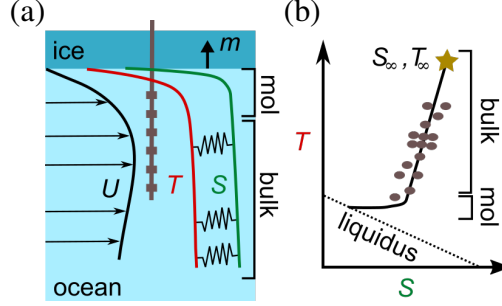 (a)
ice
m
mol
U
T
S
bulk
ocean
(b)
S∞, T∞
T
bulk
mol
liquidus
S